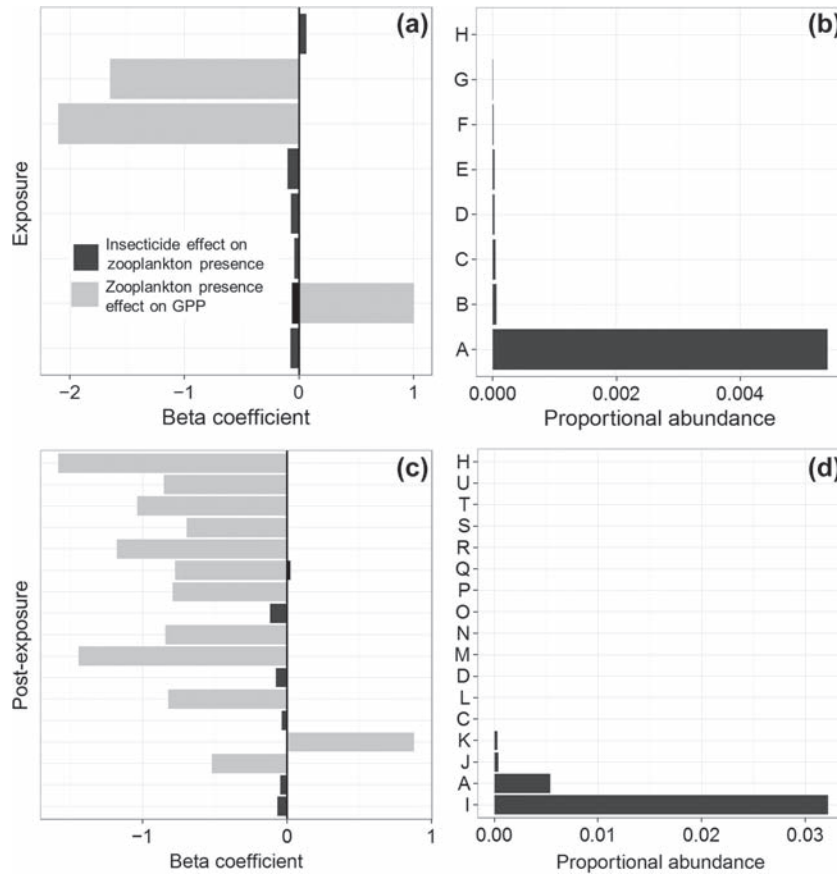 (a)
Exposure
Insecticide effect on
zooplankton presence
Zooplankton presence
effect on GPP
−2
−1
0
1
Beta coefficient
(b)
H
G
F
E
D
C
B
A
0.000
0.002
0.004
Proportional abundance
(c)
Post-exposure
−1
0
1
Beta coefficient
(d)
H
U
T
S
R
Q
P
O
N
M
D
L
C
K
J
A
I
0.00
0.01
0.02
0.03
Proportional abundance